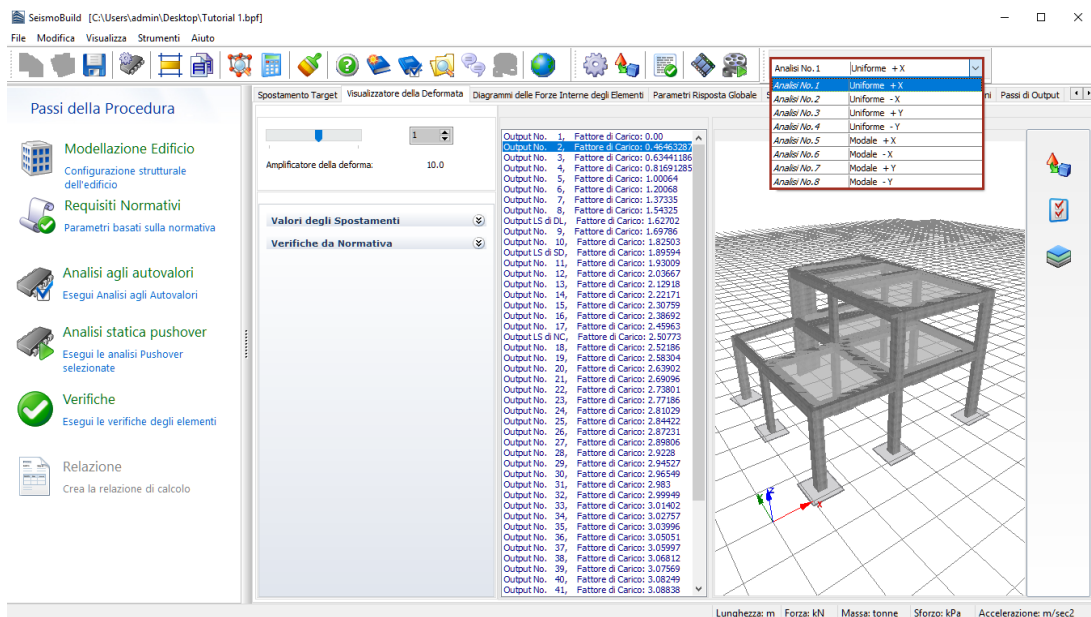 SeismoBuild [C:\Users\admin\Desktop\Tutorial 1.bpf]
File Modifica Visualizza Strumenti Aiuto
Analisi No.1 Uniforme +X
Analisi No.1 Uniforme +X
Analisi No.2 Uniforme -X
Analisi No.3 Uniforme +Y
Analisi No.4 Uniforme -Y
Analisi No.5 Modale +X
Analisi No.6 Modale -X
Analisi No.7 Modale +Y
Analisi No.8 Modale -Y
Passi della Procedura
Modellazione Edificio
Configurazione strutturale
dell'edificio
Requisiti Normativi
Parametri basati sulla normativa
Analisi agli autovalori
Esegui Analisi agli Autovalori
Analisi statica pushover
Esegui le analisi Pushover
selezionate
Verifiche
Esegui le verifiche degli elementi
Relazione
Crea la relazione di calcolo
Spostamento Target Visualizzatore della Deformata Diagrammi delle Forze Interne degli Elementi Parametri Risposta Globale Passi di Output
1
Amplificatore della deforma: 10.0
Valori degli Spostamenti
Verifiche da Normativa
Output No. 1, Fattore di Carico: 0.00
Output No. 2, Fattore di Carico: 0.46463287
Output No. 3, Fattore di Carico: 0.63441186
Output No. 4, Fattore di Carico: 0.81691285
Output No. 5, Fattore di Carico: 1.00064
Output No. 6, Fattore di Carico: 1.20068
Output No. 7, Fattore di Carico: 1.37335
Output No. 8, Fattore di Carico: 1.54325
Output LS di DL, Fattore di Carico: 1.62702
Output No. 9, Fattore di Carico: 1.69786
Output No. 10, Fattore di Carico: 1.82503
Output LS di SD, Fattore di Carico: 1.89594
Output No. 11, Fattore di Carico: 1.93009
Output No. 12, Fattore di Carico: 2.03667
Output No. 13, Fattore di Carico: 2.12918
Output No. 14, Fattore di Carico: 2.22171
Output No. 15, Fattore di Carico: 2.30759
Output No. 16, Fattore di Carico: 2.38692
Output No. 17, Fattore di Carico: 2.45963
Output LS di NC, Fattore di Carico: 2.50773
Output No. 18, Fattore di Carico: 2.52186
Output No. 19, Fattore di Carico: 2.58304
Output No. 20, Fattore di Carico: 2.63902
Output No. 21, Fattore di Carico: 2.69096
Output No. 22, Fattore di Carico: 2.73801
Output No. 23, Fattore di Carico: 2.77186
Output No. 24, Fattore di Carico: 2.81029
Output No. 25, Fattore di Carico: 2.84422
Output No. 26, Fattore di Carico: 2.87231
Output No. 27, Fattore di Carico: 2.89806
Output No. 28, Fattore di Carico: 2.9228
Output No. 29, Fattore di Carico: 2.94527
Output No. 30, Fattore di Carico: 2.96549
Output No. 31, Fattore di Carico: 2.983
Output No. 32, Fattore di Carico: 2.99949
Output No. 33, Fattore di Carico: 3.01402
Output No. 34, Fattore di Carico: 3.02757
Output No. 35, Fattore di Carico: 3.03996
Output No. 36, Fattore di Carico: 3.05051
Output No. 37, Fattore di Carico: 3.05997
Output No. 38, Fattore di Carico: 3.06812
Output No. 39, Fattore di Carico: 3.07569
Output No. 40, Fattore di Carico: 3.08249
Output No. 41, Fattore di Carico: 3.08838
Z
X
Lunghezza: m Forza: kN Massa: tonne Sforzo: kPa Accelerazione: m/sec2